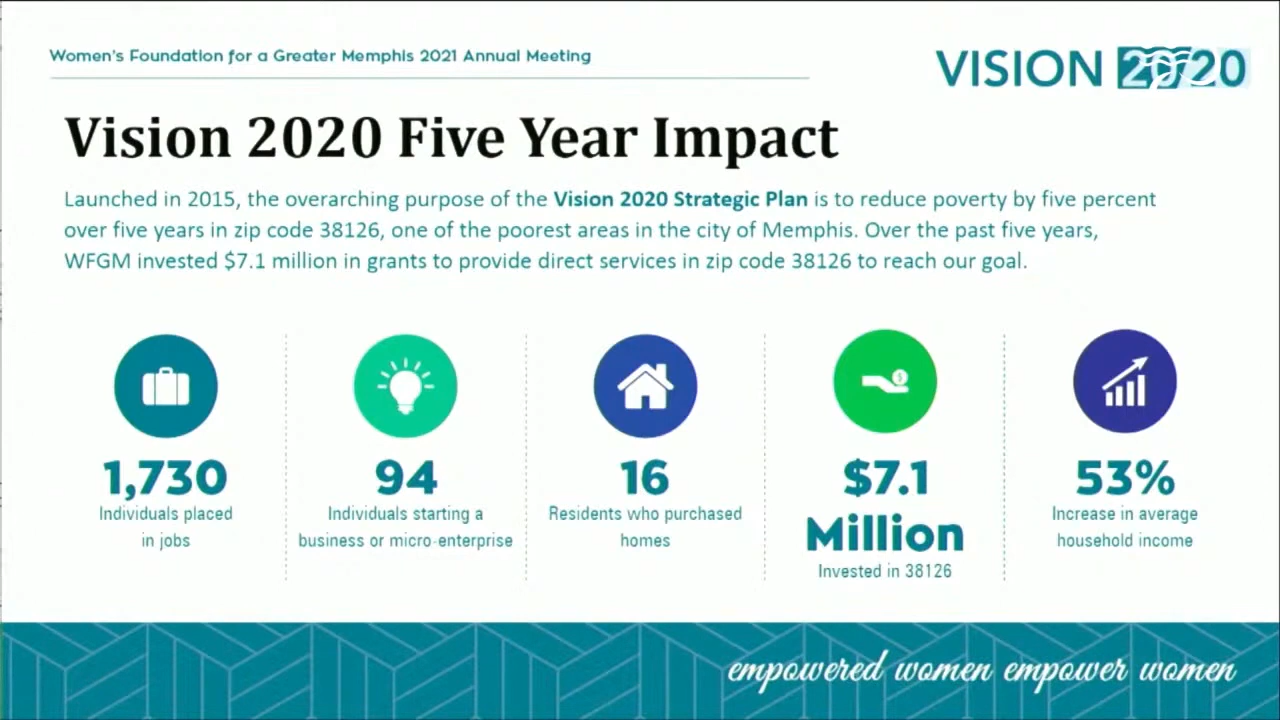 Women's Foundation for a Greater Memphis 2021 Annual Meeting
VISION 2020
Vision 2020 Five Year Impact
Launched in 2015, the overarching purpose of the Vision 2020 Strategic Plan is to reduce poverty by five percent
over five years in zip code 38126, one of the poorest areas in the city of Memphis. Over the past five years,
WFGM invested $7.1 million in grants to provide direct services in zip code 38126 to reach our goal.
1,730
Individuals placed
in jobs
94
Individuals starting a
business or micro-enterprise
16
Residents who purchased
homes
$
$7.1
Million
Invested in 38126
53%
Increase in average
household income
empowered women empower women